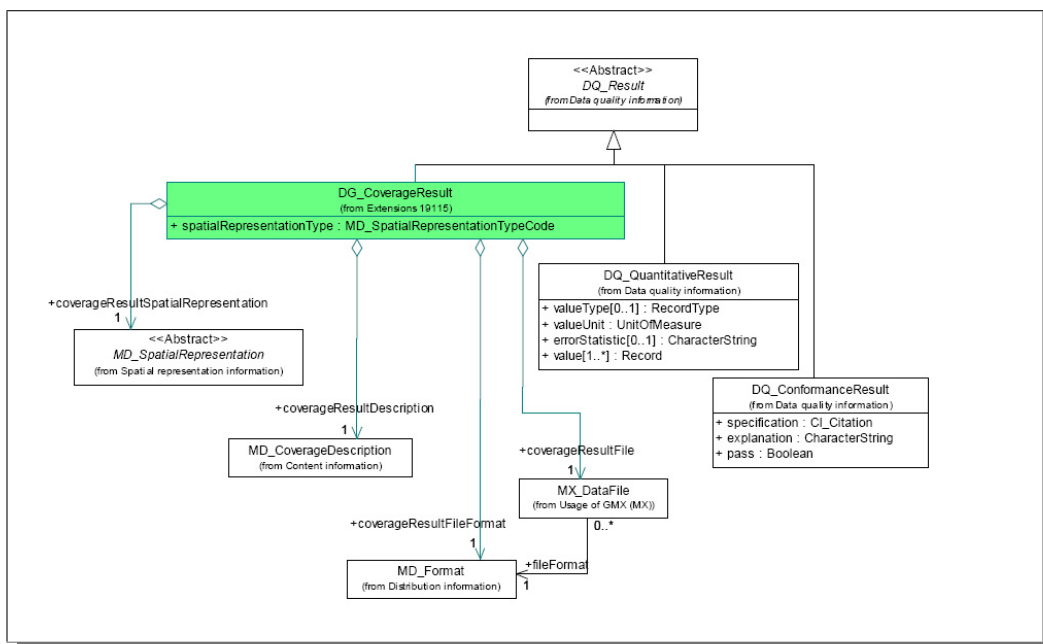 <<Abstract>>
DQ_Result
(from Data quality information)
DG_CoverageResult
(from Extensions 19115)
+ spatialRepresentationType : MD_SpatialRepresentationTypeCode
DQ_QuantitativeResult
(from Data quality information)
+ valueType[0..1] : RecordType
+ valueUnit : UnitOfMeasure
+ errorStatistic[0..1] : CharacterString
+ value[1..*] : Record
+coverageResultSpatialRepresentation
1
<<Abstract>>
MD_SpatialRepresentation
(from Spatial representation information)
DQ_ConformanceResult
(from Data quality information)
+ specification : CI_Citation
+ explanation : CharacterString
+ pass : Boolean
+coverageResultDescription
1
MD_CoverageDescription
(from Content information)
+coverageResultFile
1
MX_DataFile
(from Usage of GMX (MX))
0..*
+coverageResultFileFormat
1
+fileFormat
1
MD_Format
(from Distribution information)